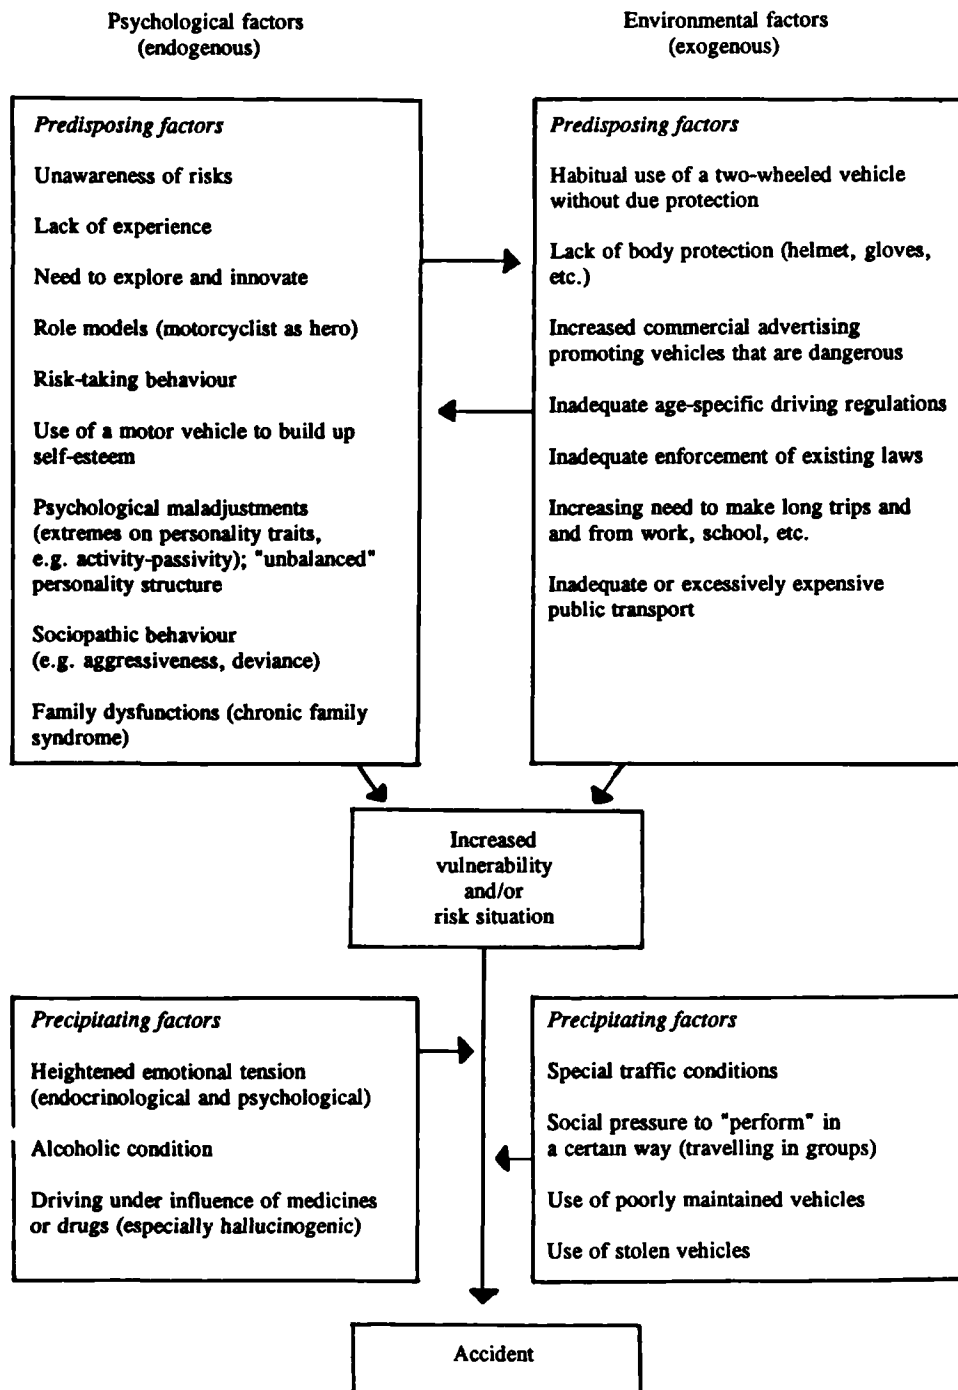 Psychological factors
(endogenous)
Environmental factors
(exogenous)
Predisposing factors
Unawareness of risks
Lack of experience
Need to explore and innovate
Role models (motorcyclist as hero)
Risk-taking behaviour
Use of a motor vehicle to build up
self-esteem
Psychological maladjustments
(extremes on personality traits,
e.g. activity-passivity); "unbalanced"
personality structure
Sociopathic behaviour
(e.g. aggressiveness, deviance)
Family dysfunctions (chronic family
syndrome)
Predisposing factors
Habitual use of a two-wheeled vehicle
without due protection
Lack of body protection (helmet, gloves,
etc.)
Increased commercial advertising
promoting vehicles that are dangerous
Inadequate age-specific driving regulations
Inadequate enforcement of existing laws
Increasing need to make long trips and
and from work, school, etc.
Inadequate or excessively expensive
public transport
Increased
vulnerability
and/or
risk situation
Precipitating factors
Heightened emotional tension
(endocrinological and psychological)
Alcoholic condition
Driving under influence of medicines
or drugs (especially hallucinogenic)
Precipitating factors
Special traffic conditions
Social pressure to "perform" in
a certain way (travelling in groups)
Use of poorly maintained vehicles
Use of stolen vehicles
Accident